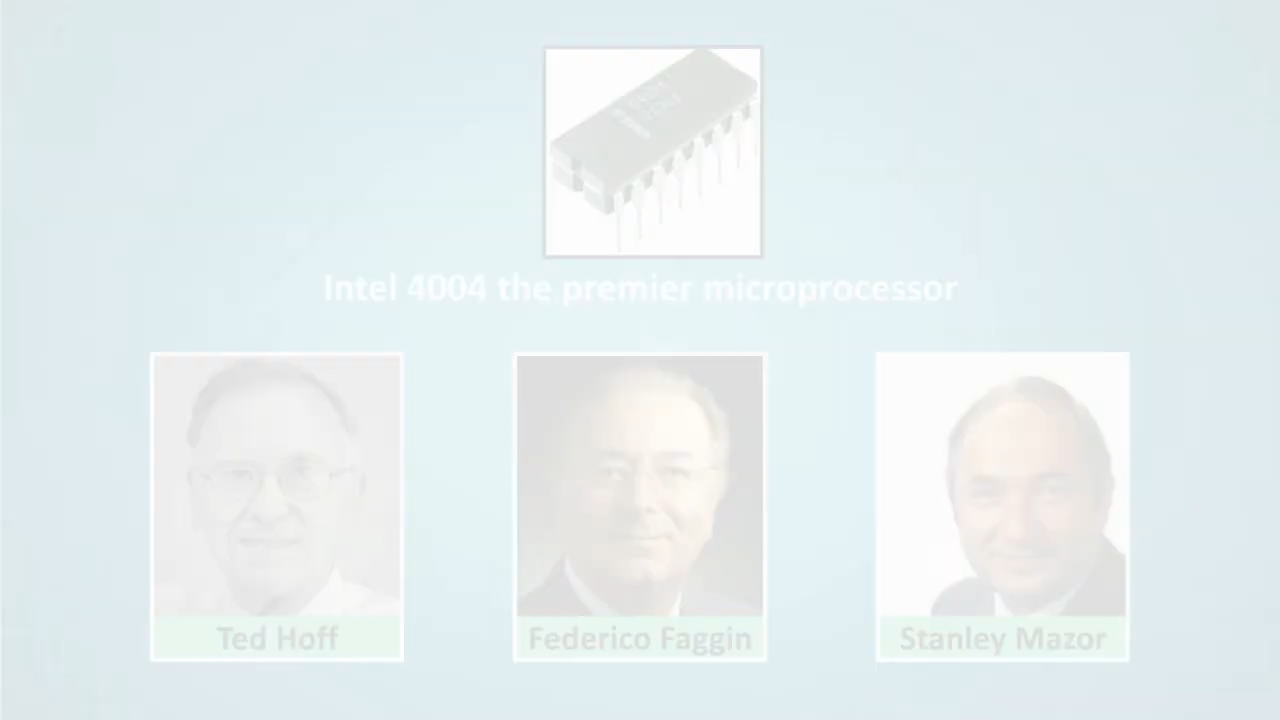 Intel 4004 the premier microprocessor
Ted Hoff
Federico Faggin
Stanley Mazor